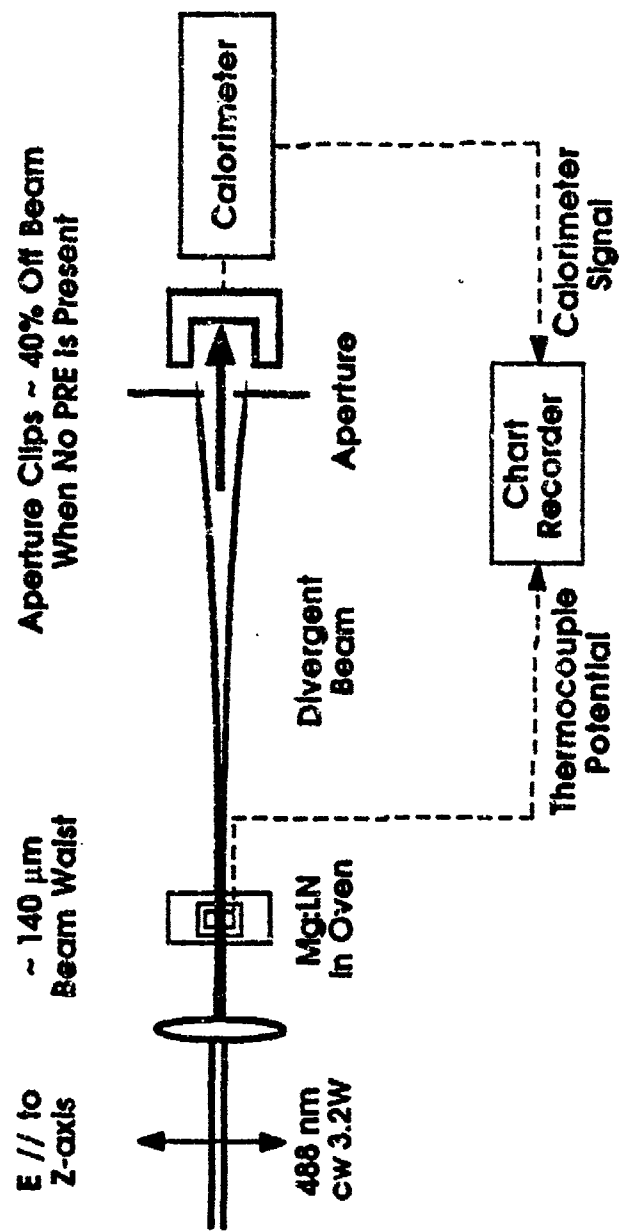 E // to
Z-axis
~ 140 μm
Beam Waist
Aperture Clips ~ 40% Off Beam
When No PRE is Present
488 nm
cw 3.2W
Mg:LN
in Oven
Divergent
Beam
Aperture
Calorimeter
Thermocouple
Potential
Chart
Recorder
Calorimeter
Signal